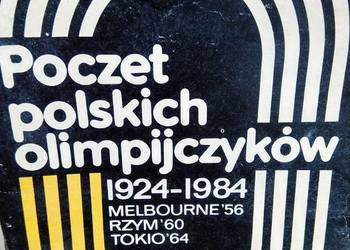 Poczet
polskich
olimpijczyków
1924-1984
MELBOURNE '56
RZYM '60
TOKIO '64